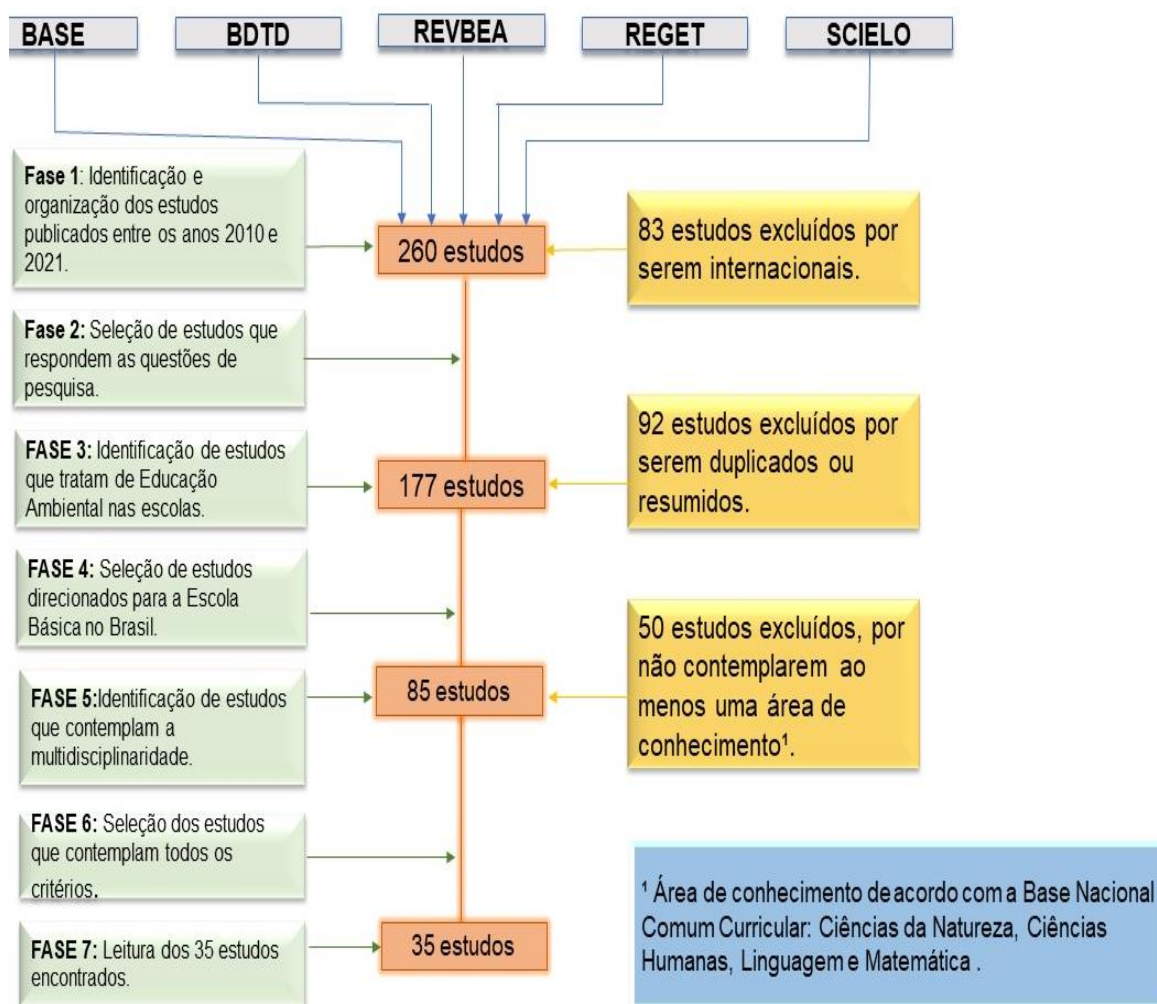 BASE
BDTD
REVBEA
REGET
SCIELO
Fase 1: Identificação e
organização dos estudos
publicados entre os anos 2010 e
2021.
260 estudos
83 estudos excluídos por
serem internacionais.
Fase 2: Seleção de estudos que
respondem as questões de
pesquisa.
FASE 3: Identificação de estudos
que tratam de Educação
Ambiental nas escolas.
177 estudos
92 estudos excluídos por
serem duplicados ou
resumidos.
FASE 4: Seleção de estudos
direcionados para a Escola
Básica no Brasil.
FASE 5:Identificação de estudos
que contemplam a
multidisciplinaridade.
85 estudos
50 estudos excluídos, por
não contemplarem ao
menos uma área de
conhecimento¹.
FASE 6: Seleção dos estudos
que contemplam todos os
critérios.
FASE 7: Leitura dos 35 estudos
encontrados.
35 estudos
¹ Área de conhecimento de acordo com a Base Nacional
Comum Curricular: Ciências da Natureza, Ciências
Humanas, Linguagem e Matemática .